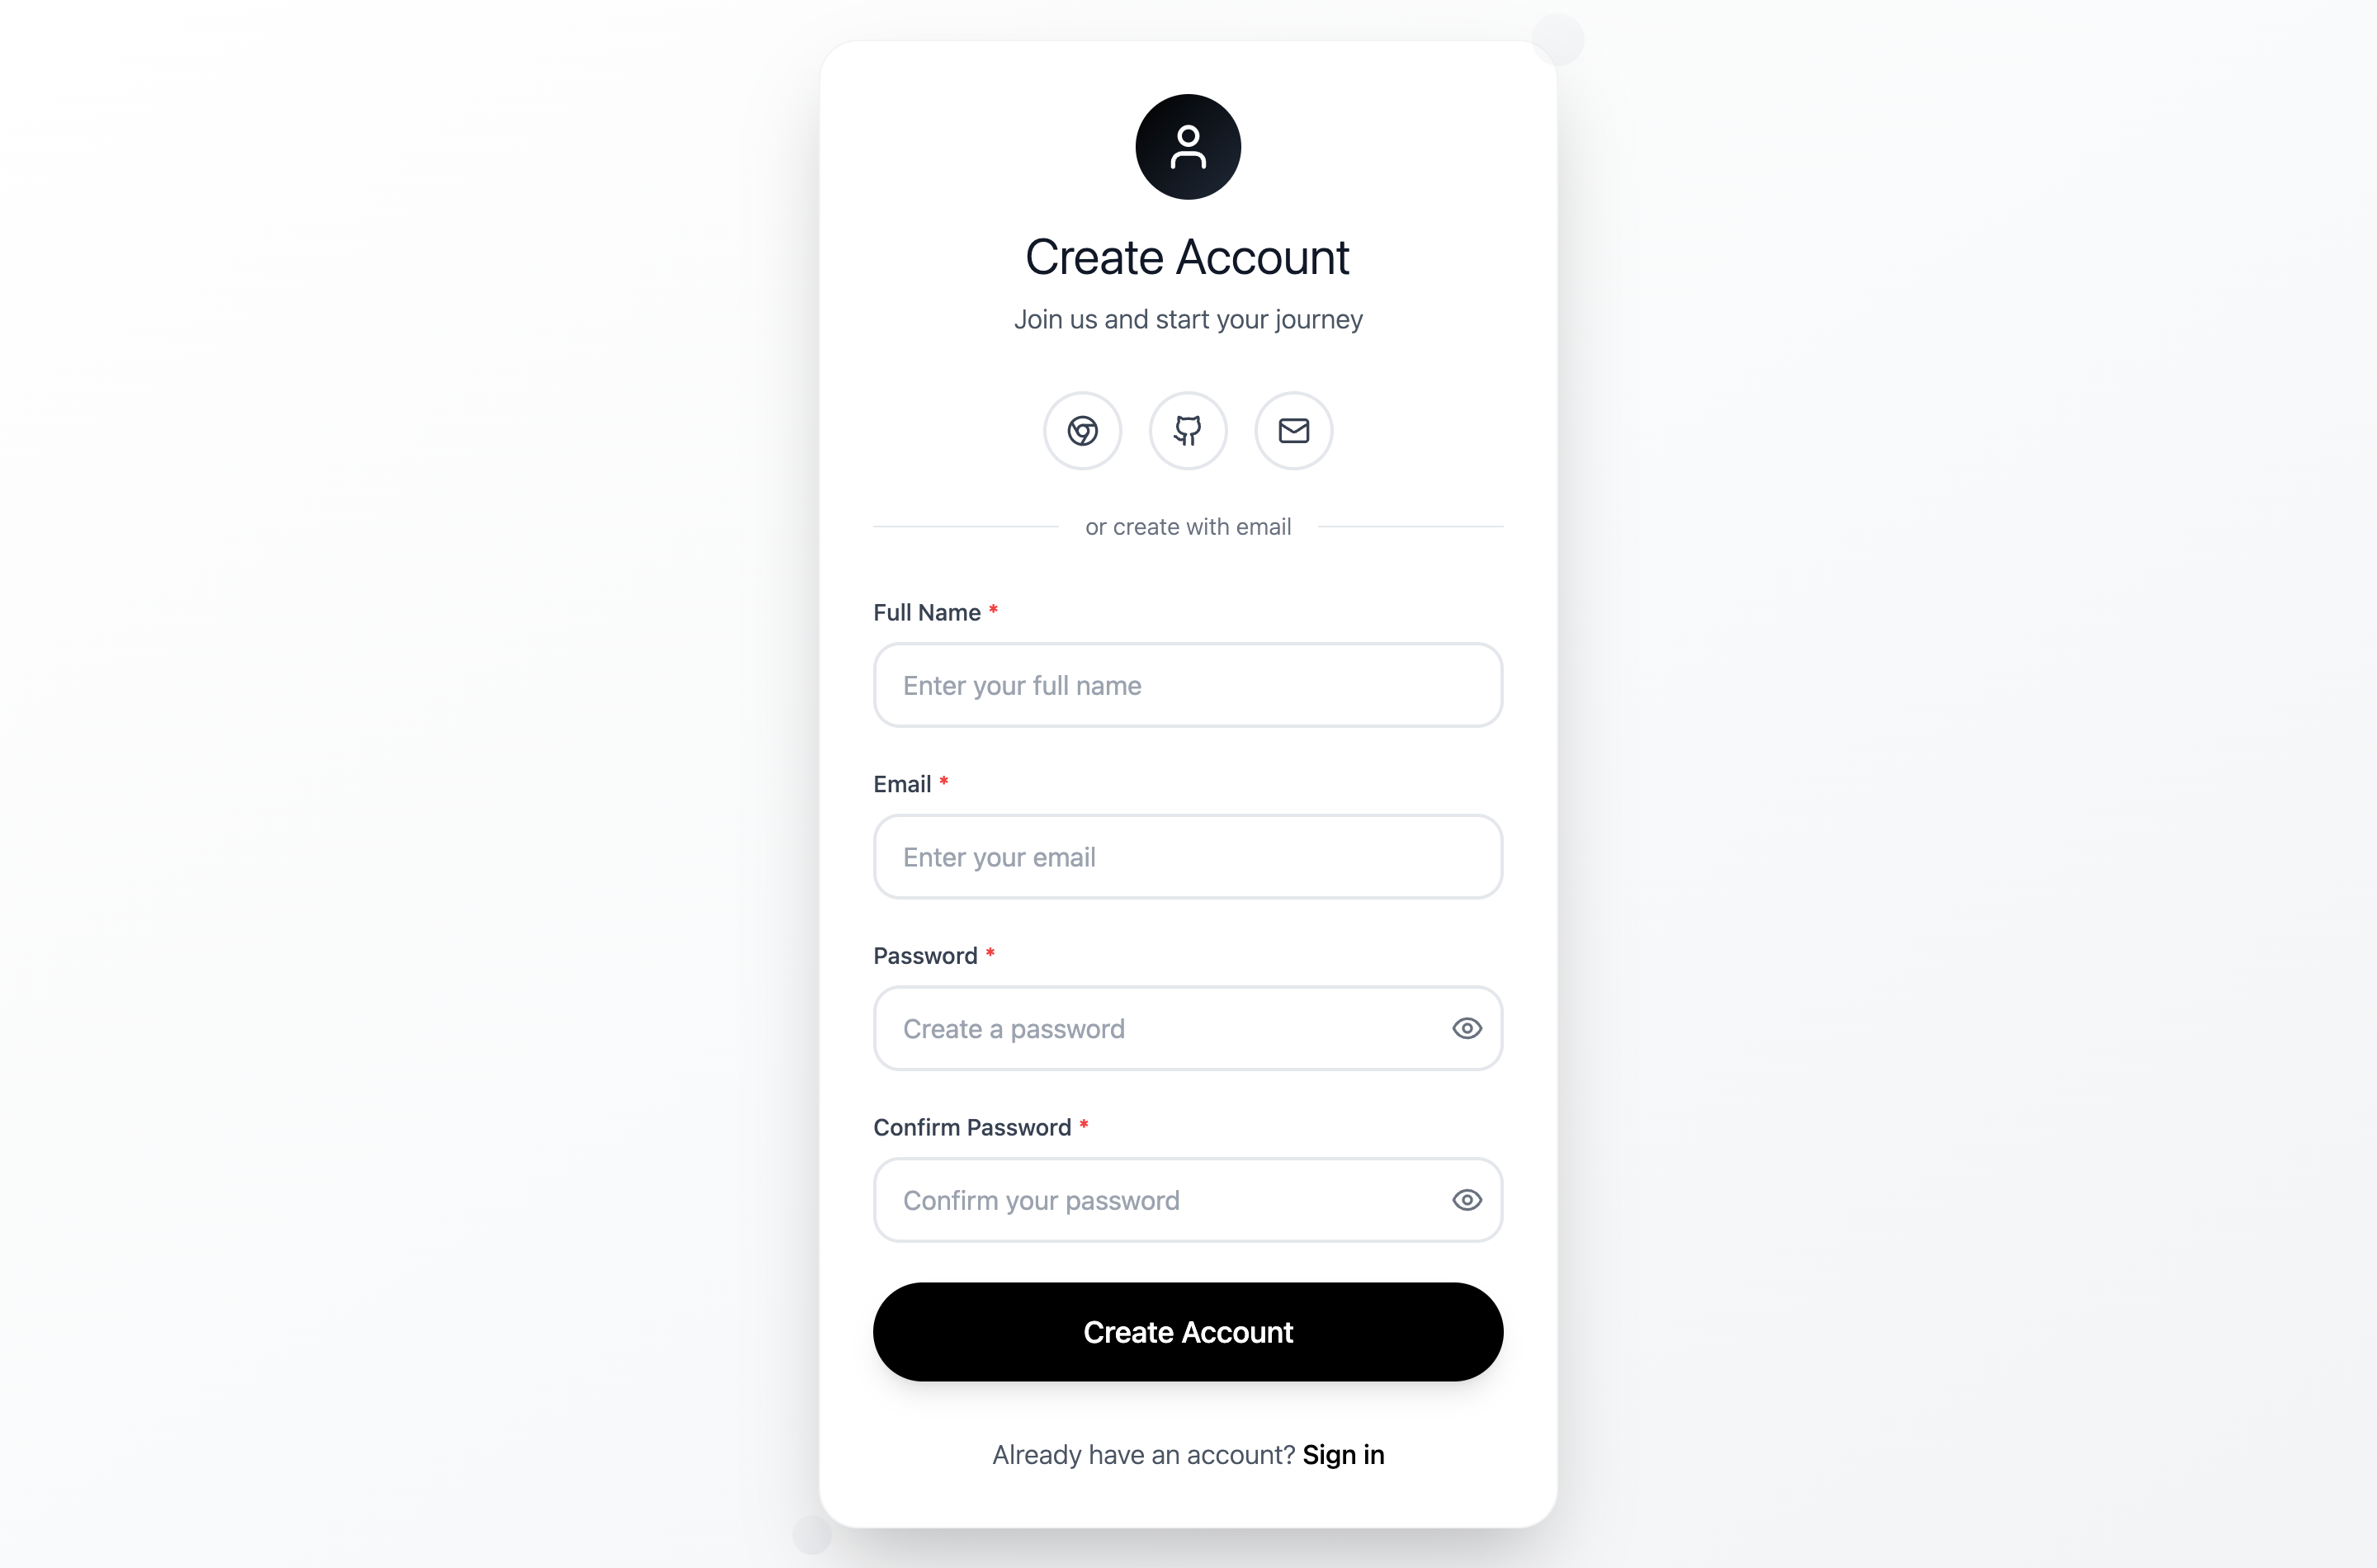 Create Account
Join us and start your journey
or create with email
Full Name *
Enter your full name
Email *
Enter your email
Password *
Create a password
Confirm Password *
Confirm your password
Create Account
Already have an account? Sign in